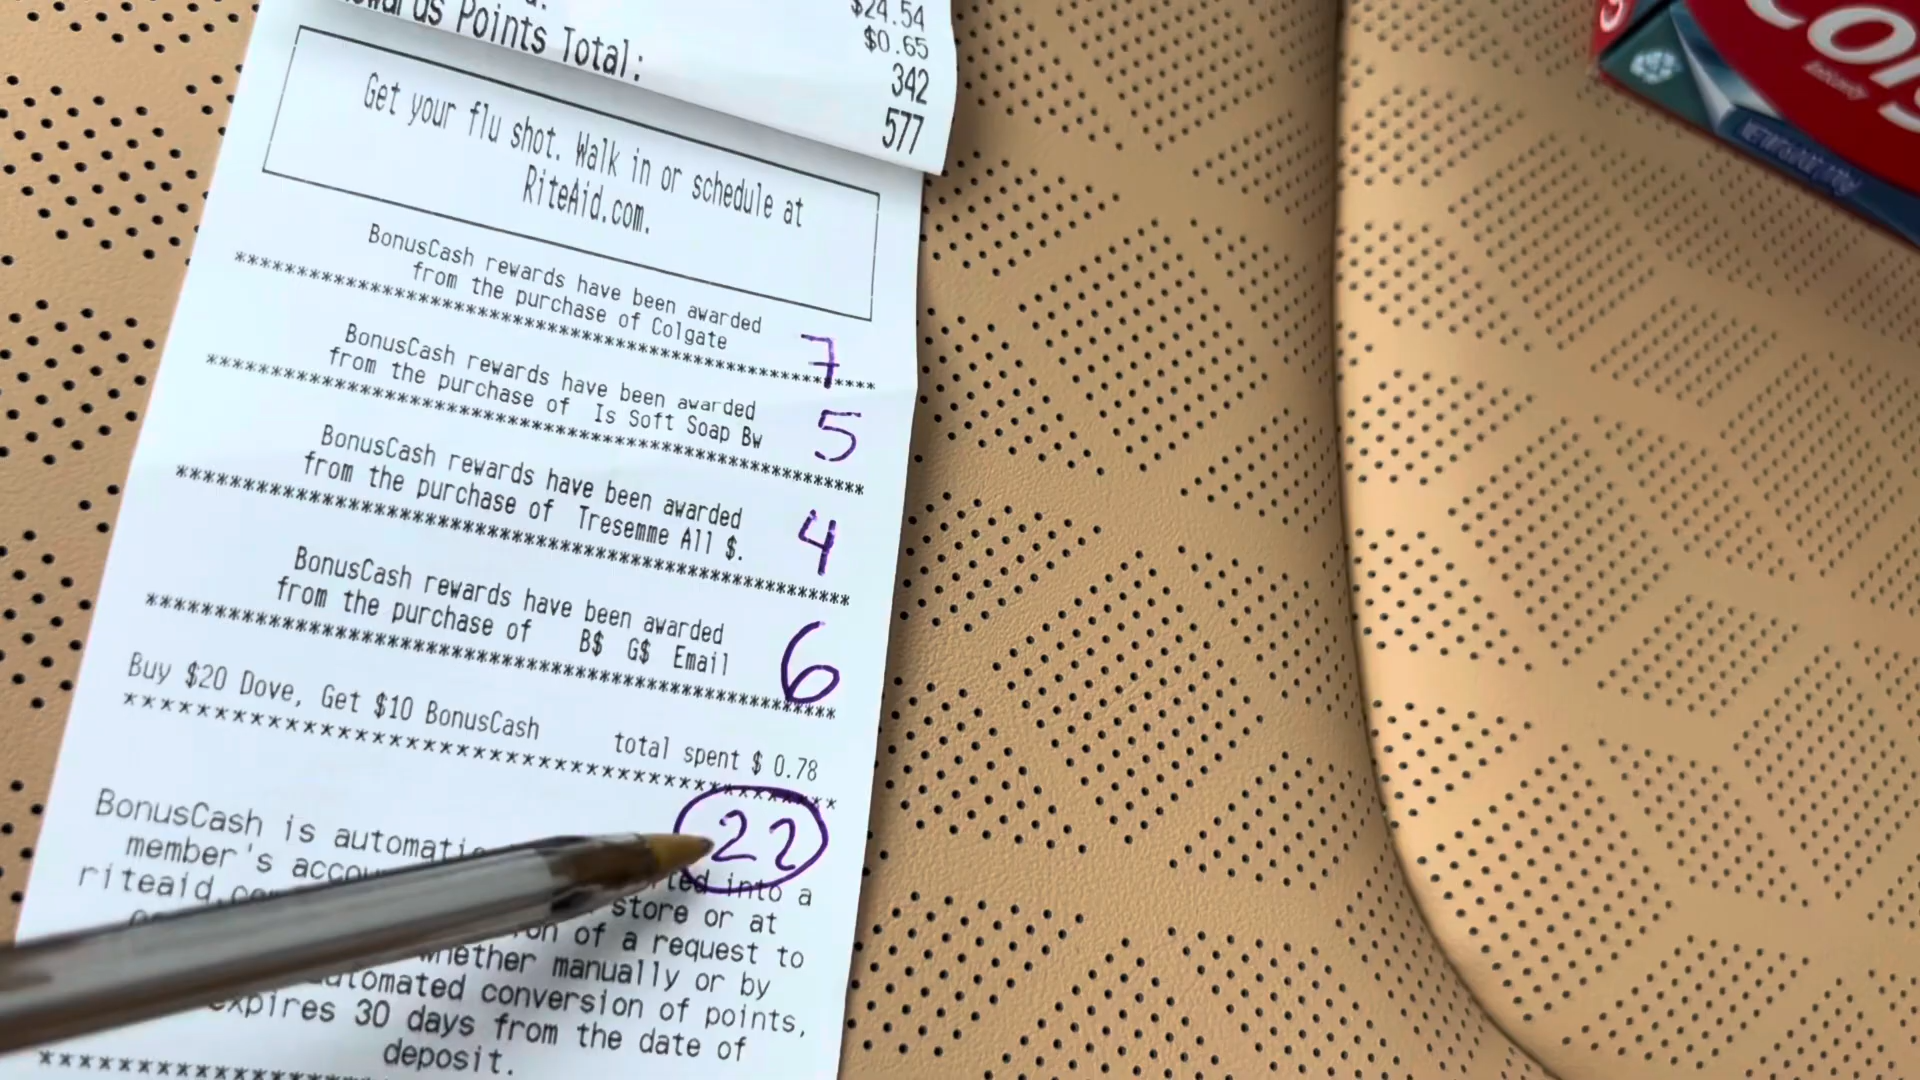 $24.54
$0.65
Points Total:
342
577
Get your flu shot. Walk in or schedule at
RiteAid.com.
BonusCash rewards have been awarded
from the purchase of Colgate
7
****************************************************
BonusCash rewards have been awarded
from the purchase of Is Soft Soap Bw
5
****************************************************
BonusCash rewards have been awarded
from the purchase of Tresemme All $.
4
****************************************************
BonusCash rewards have been awarded
from the purchase of B$ G$ Email
6
****************************************************
Buy $20 Dove, Get $10 BonusCash
total spent $ 0.78
****************************************************
22
BonusCash is
member's
into a
riteaid.
store or at
of a request to
whether manually or by
automated conversion of points,
expires 30 days from the date of
deposit.